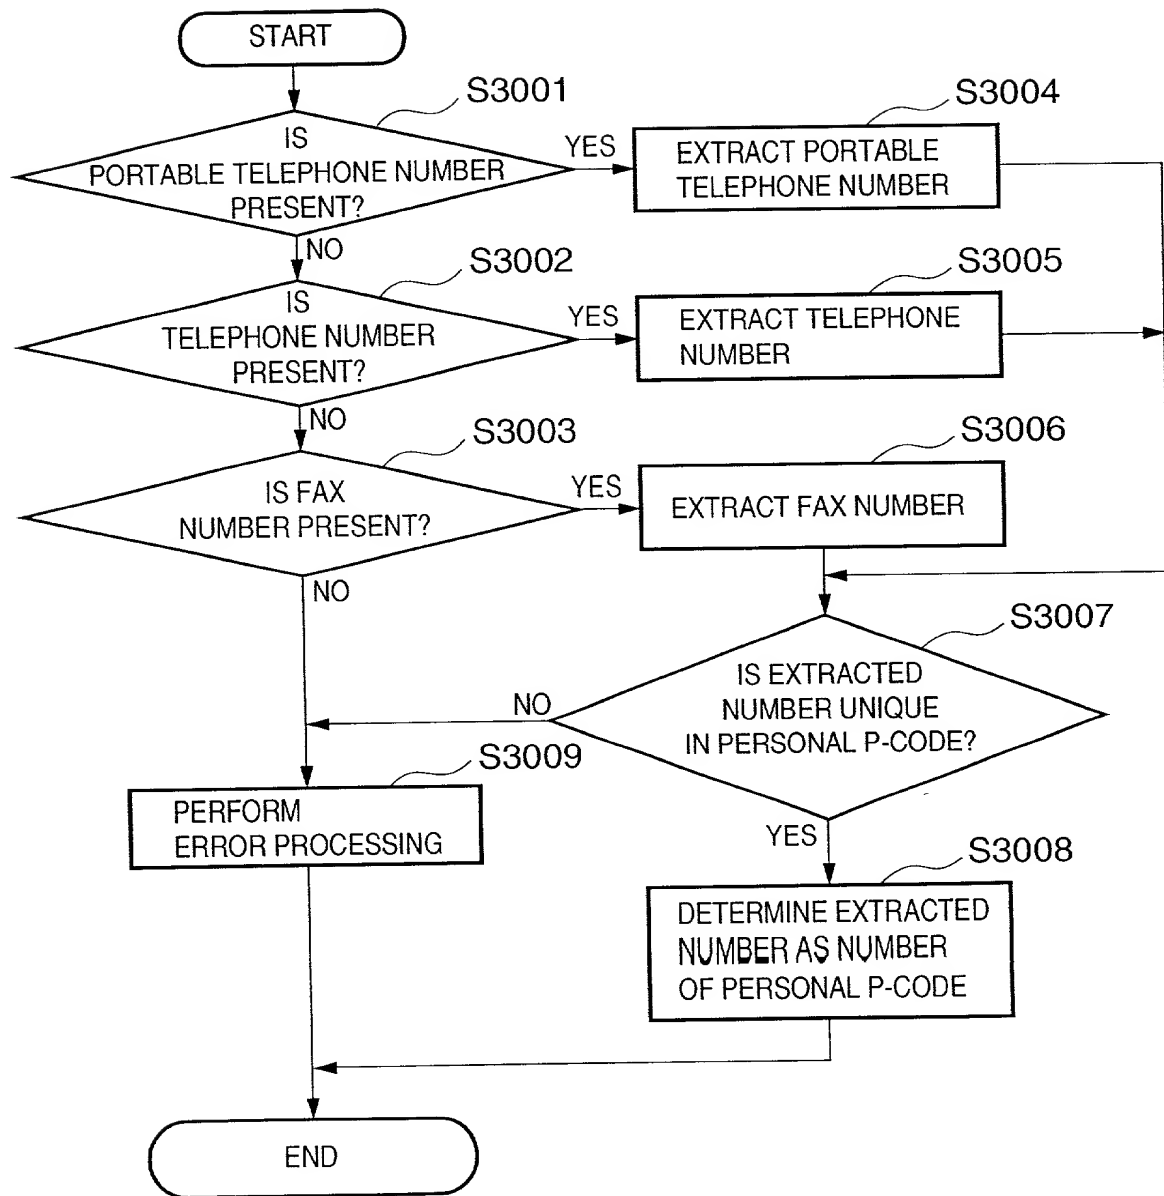 START
S3001
IS
PORTABLE TELEPHONE NUMBER
PRESENT?
YES
S3004
EXTRACT PORTABLE
TELEPHONE NUMBER
NO
S3002
IS
TELEPHONE NUMBER
PRESENT?
YES
S3005
EXTRACT TELEPHONE
NUMBER
NO
S3003
IS FAX
NUMBER PRESENT?
YES
S3006
EXTRACT FAX NUMBER
NO
S3007
IS EXTRACTED
NUMBER UNIQUE
IN PERSONAL P-CODE?
NO
S3009
PERFORM
ERROR PROCESSING
YES
S3008
DETERMINE EXTRACTED
NUMBER AS NUMBER
OF PERSONAL P-CODE
END